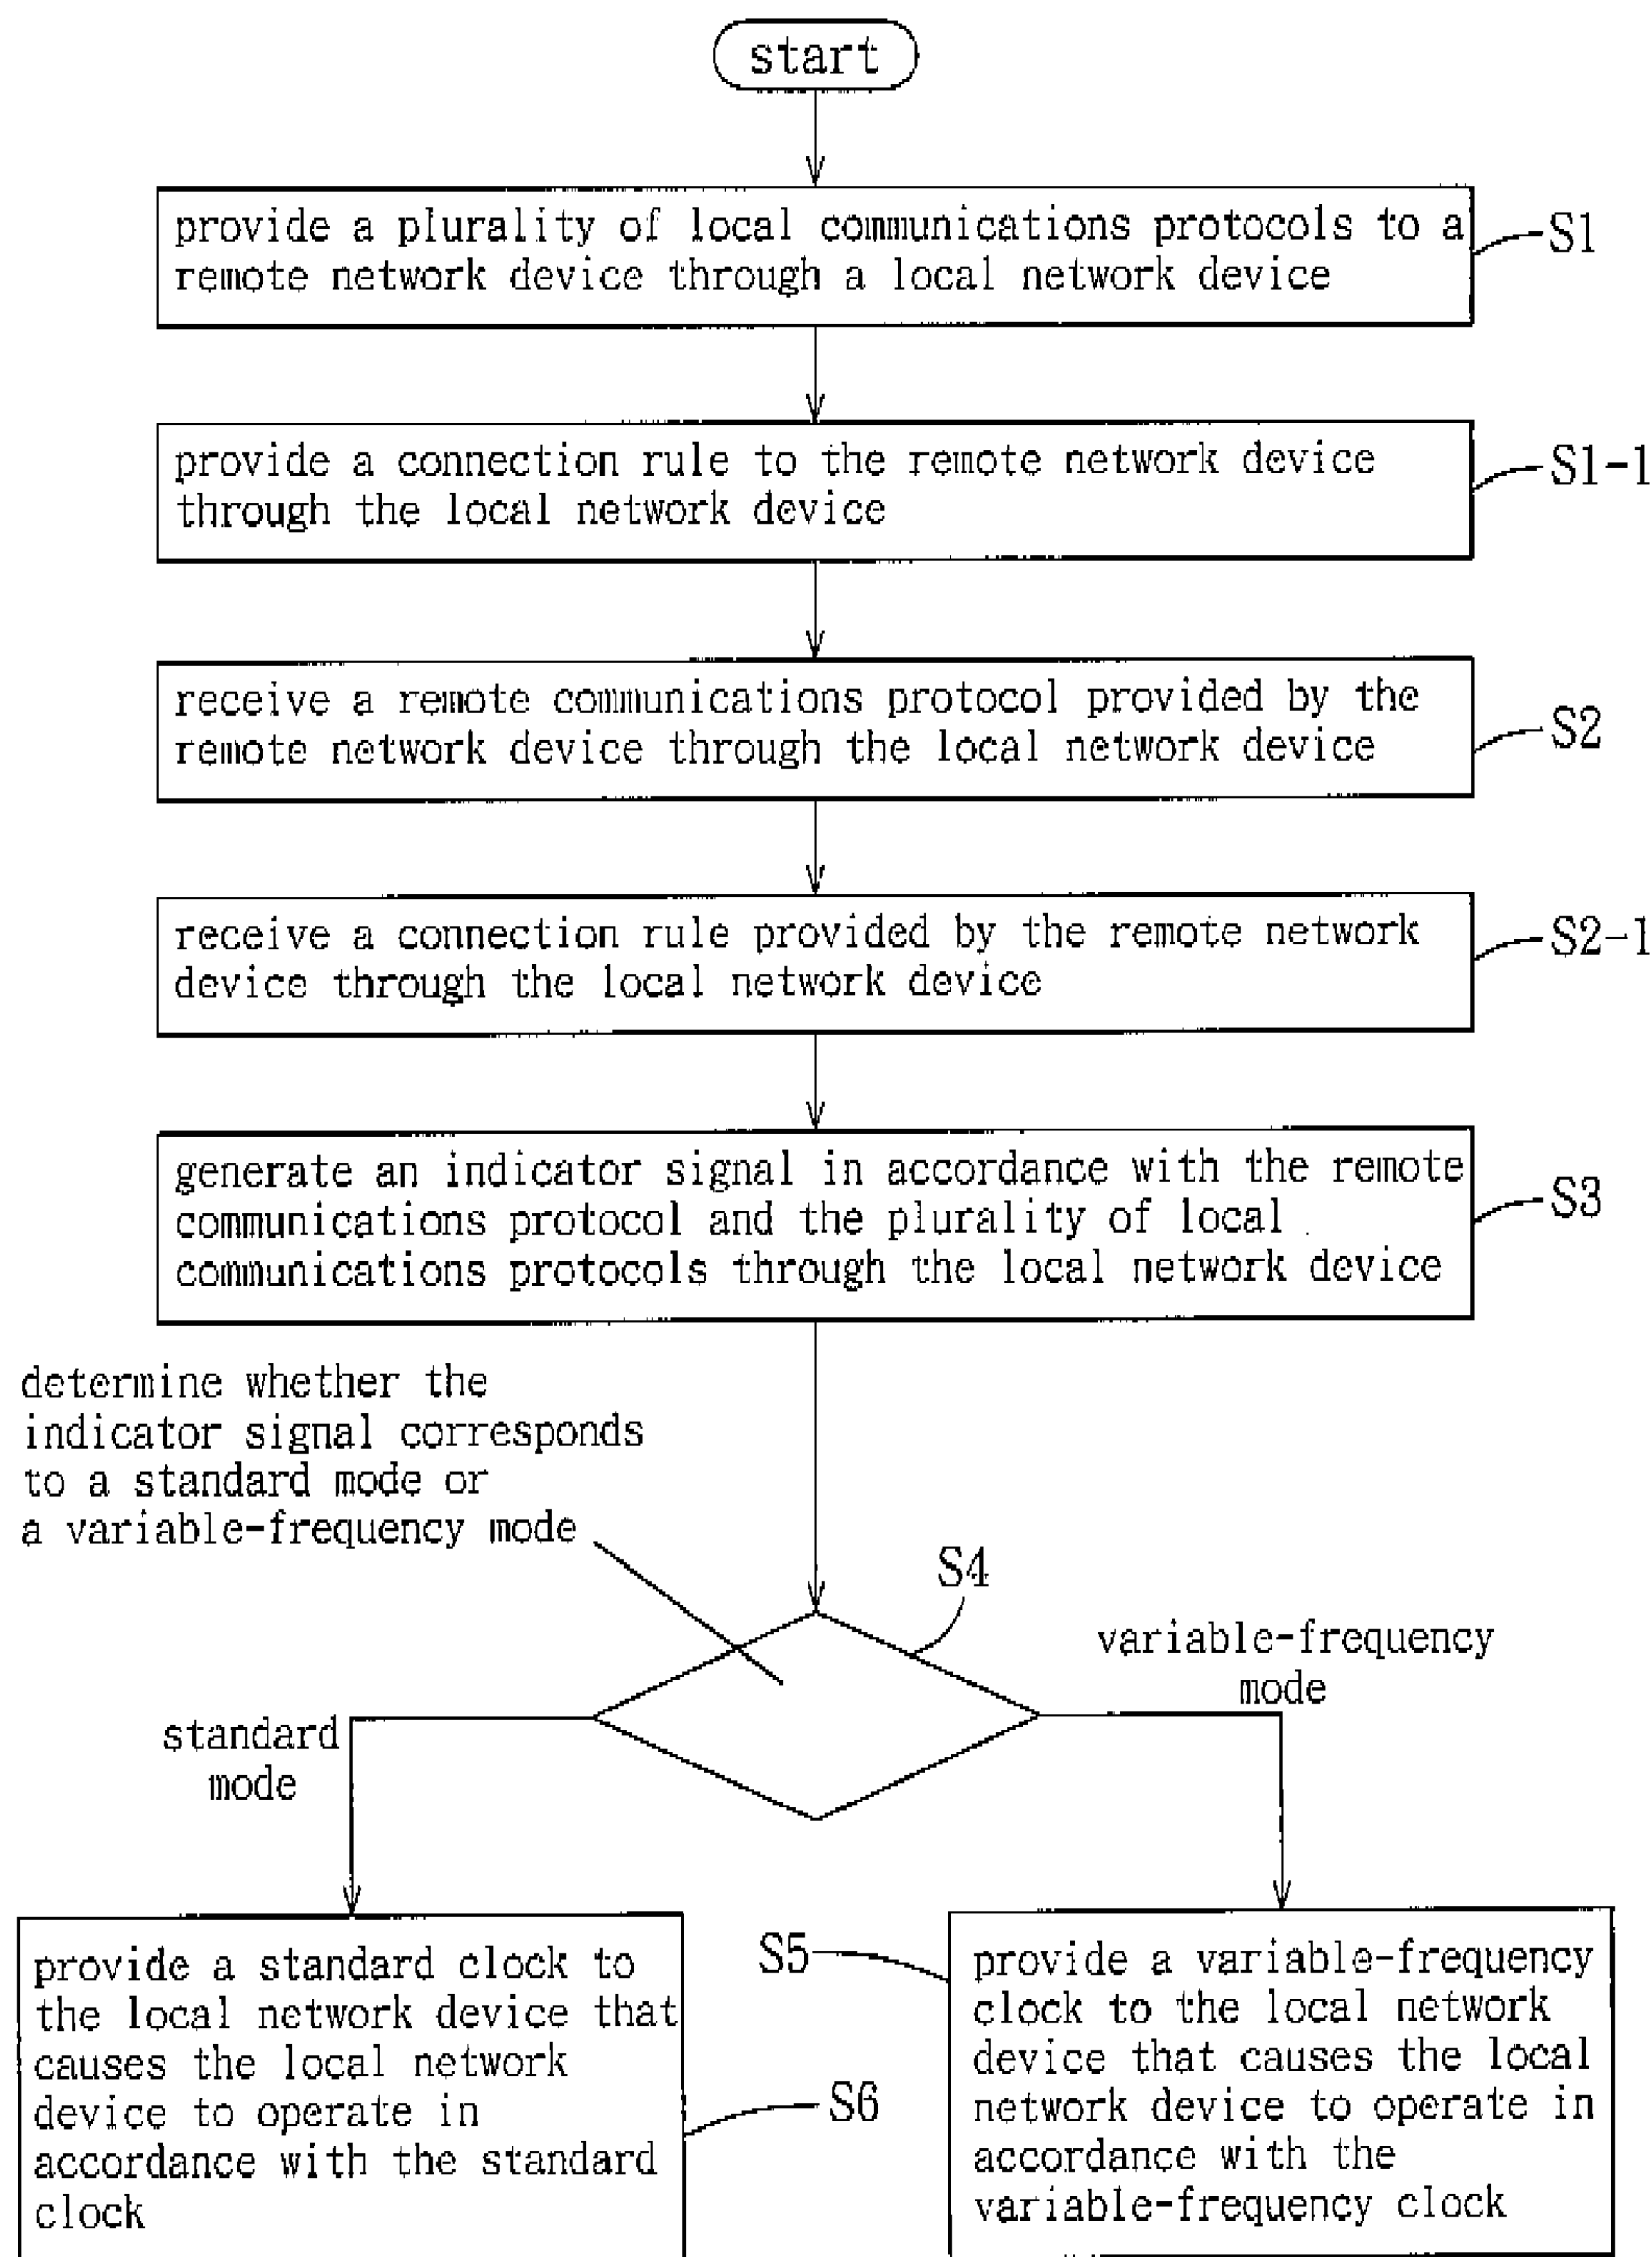 start
provide a plurality of local communications protocols to a
remote network device through a local network device
S1
provide a connection rule to the remote network device
through the local network device
S1-1
receive a remote communications protocol provided by the
remote network device through the local network device
S2
receive a connection rule provided by the remote network
device through the local network device
S2-1
generate an indicator signal in accordance with the remote
communications protocol and the plurality of local
communications protocols through the local network device
S3
determine whether the
indicator signal corresponds
to a standard mode or
a variable-frequency mode
S4
variable-frequency
mode
standard
mode
provide a standard clock to
the local network device that
causes the local network
device to operate in
accordance with the standard
clock
S6
S5
provide a variable-frequency
clock to the local network
device that causes the local
network device to operate in
accordance with the
variable-frequency clock